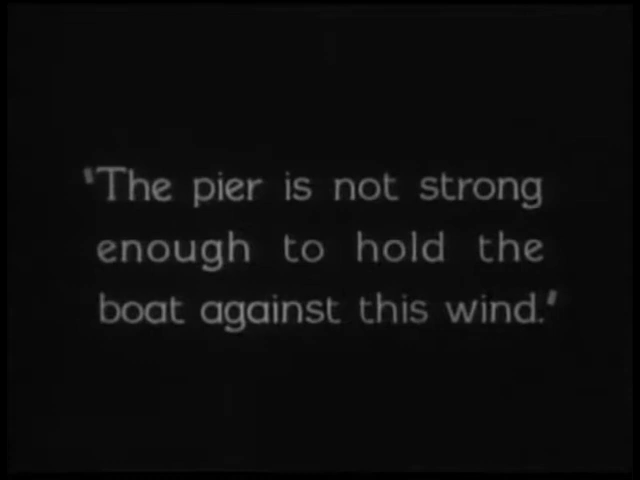 "The pier is not strong
enough to hold the
boat against this wind."